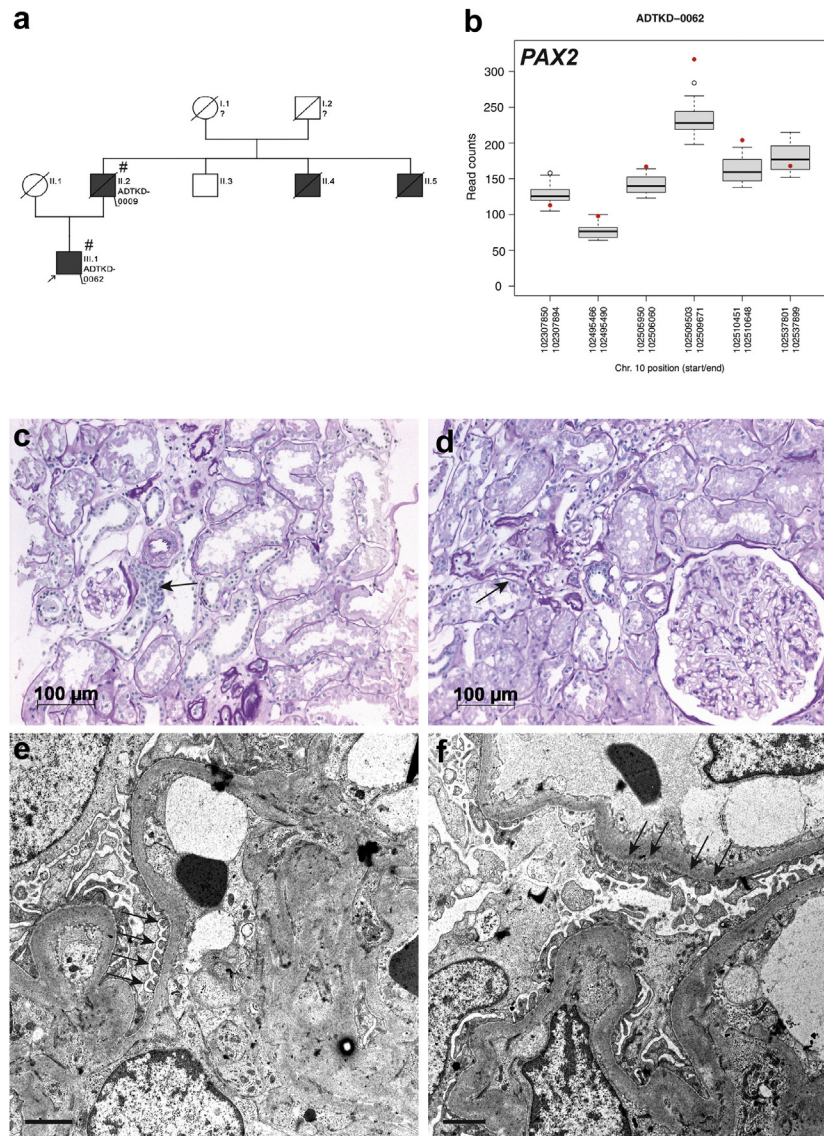 a
I.1
?
I.2
?
#
II.1
II.2
ADTKD-
0009
II.3
II.4
II.5
#
III.1
ADTKD-
0062
b
ADTKD–0062
PAX2
Read counts
300
250
200
150
100
50
0
102307850
102307894
102495466
102495490
102505950
102506060
102509503
102509671
102510451
102510648
102537801
102537899
Chr. 10 position (start/end)
c
100 µm
d
100 µm
e
f